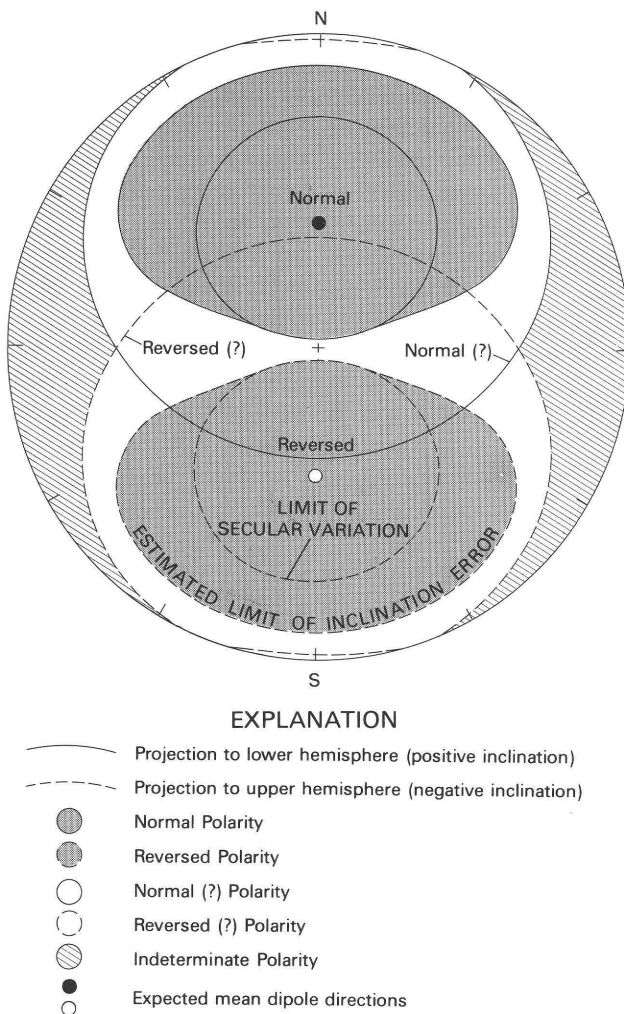 N
Normal
Reversed (?)
Normal (?)
Reversed
LIMIT OF
SECULAR VARIATION
ESTIMATED LIMIT OF INCLINATION ERROR
S
EXPLANATION
Projection to lower hemisphere (positive inclination)
Projection to upper hemisphere (negative inclination)
Normal Polarity
Reversed Polarity
Normal (?) Polarity
Reversed (?) Polarity
Indeterminate Polarity
Expected mean dipole directions